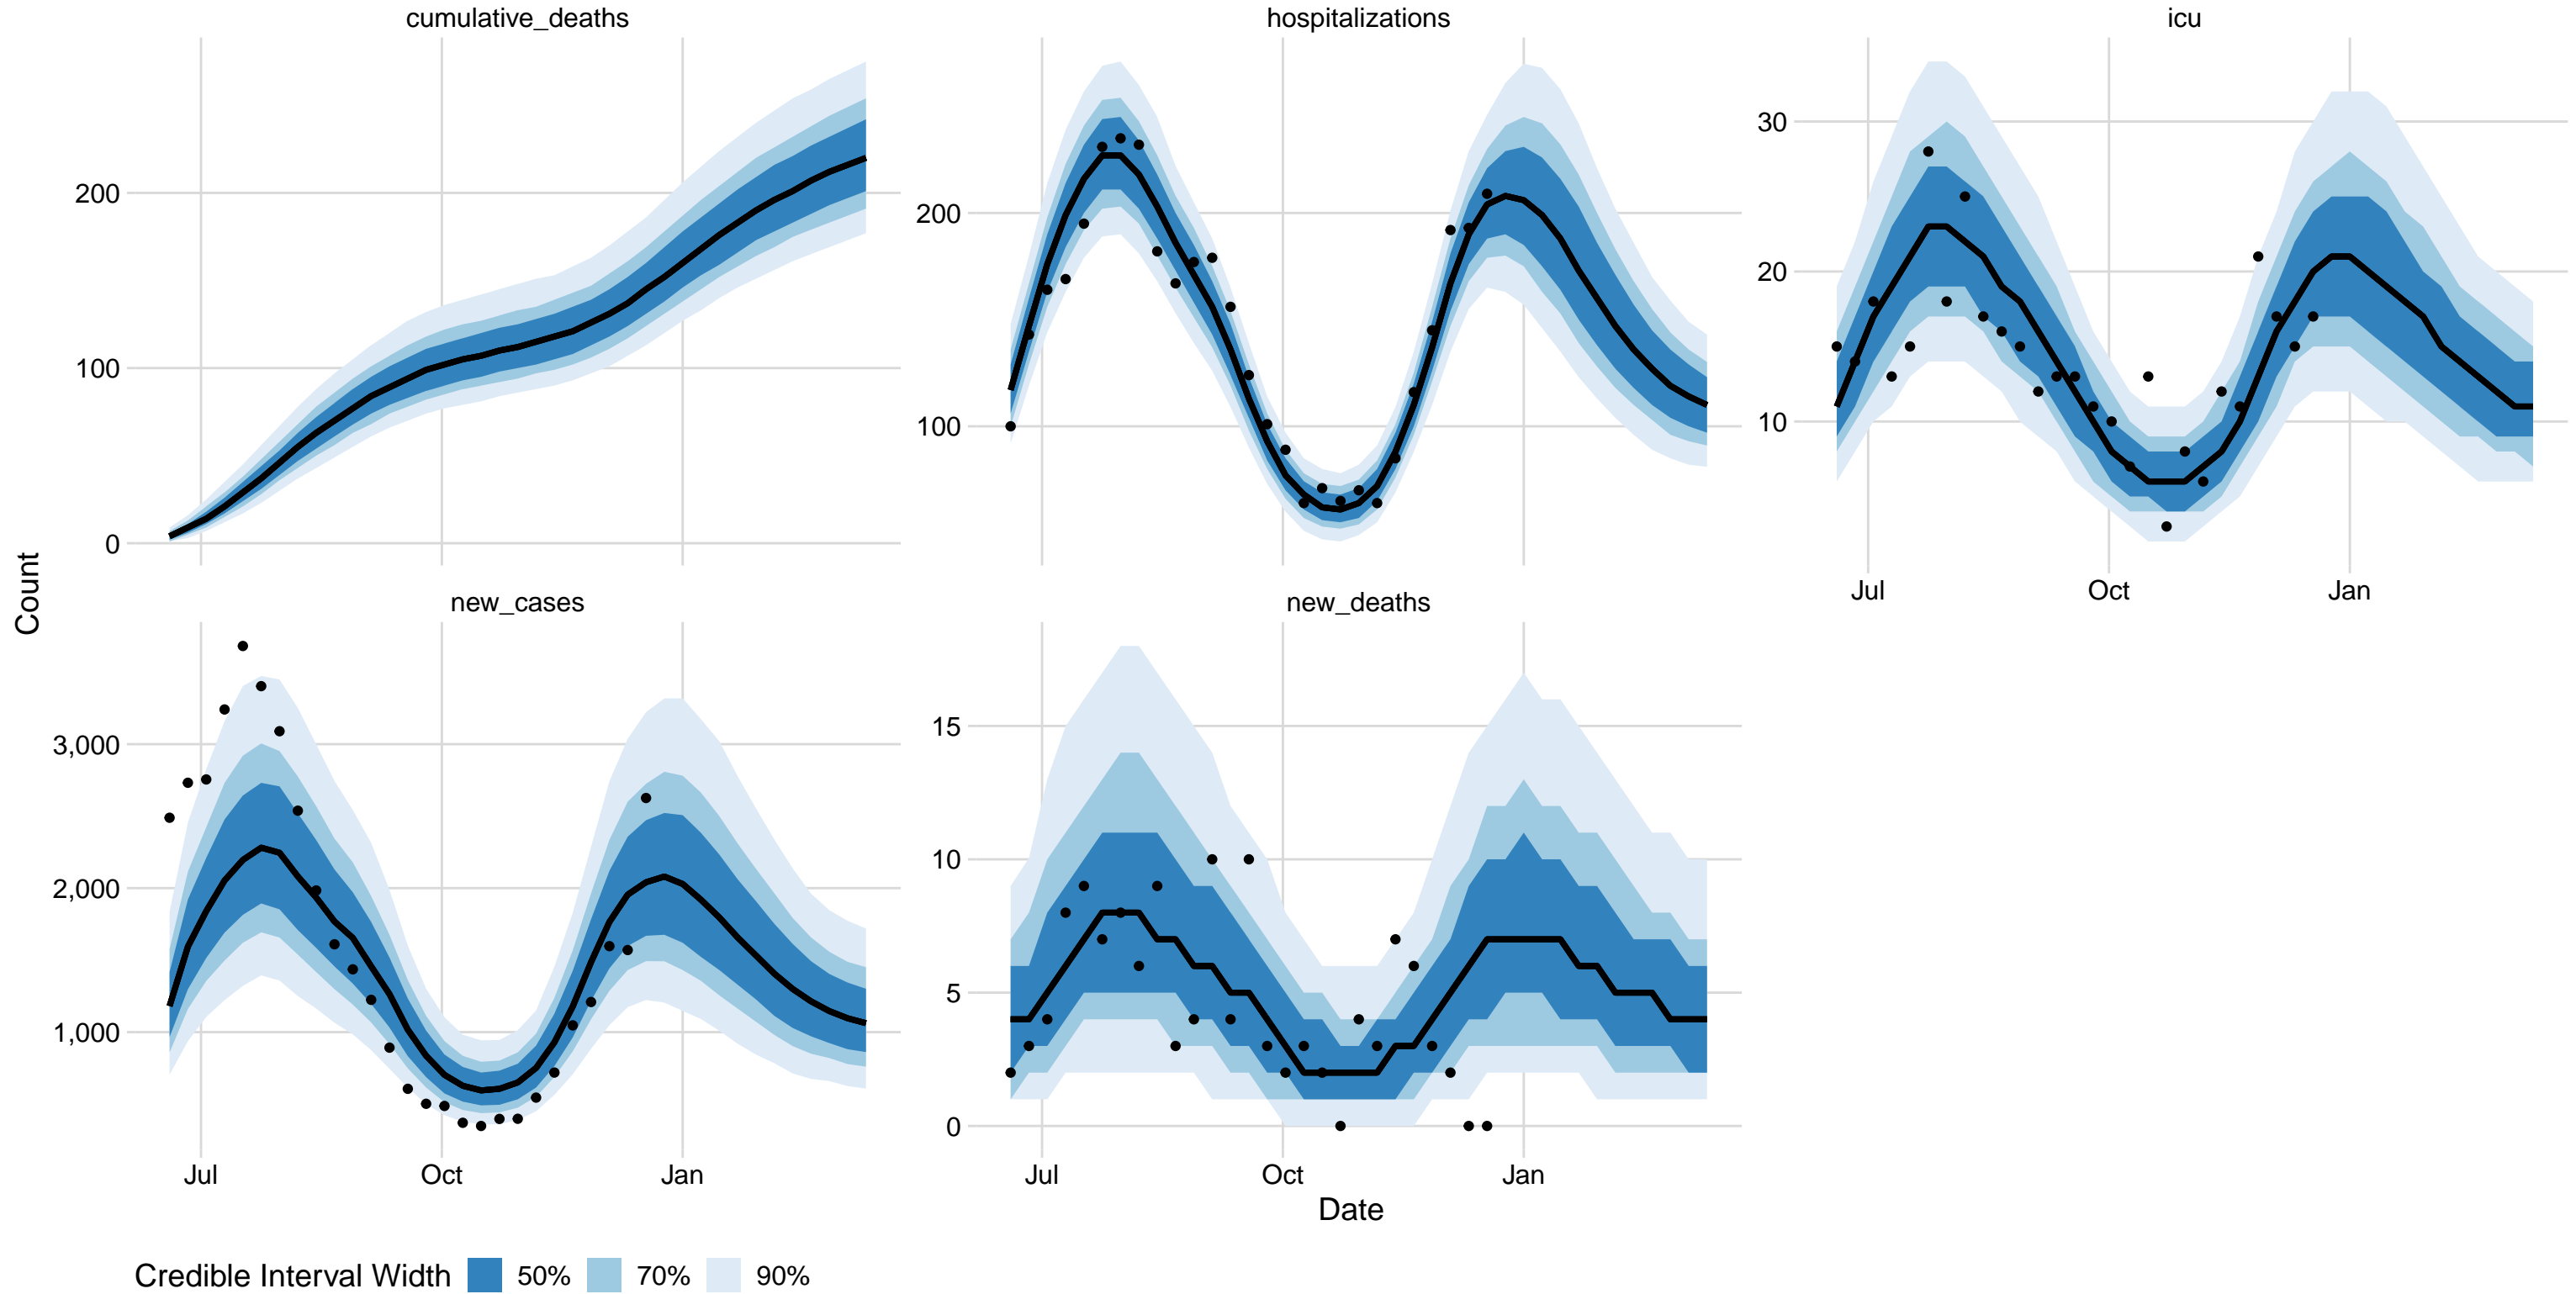 cumulative_deaths
hospitalizations
icu
200
100
0
200
100
30
20
10
Jul
Oct
Jan
Count
new_cases
new_deaths
3,000
2,000
1,000
15
10
5
0
Jul
Oct
Jan
Jul
Oct
Jan
Date
Credible Interval Width 50% 70% 90%